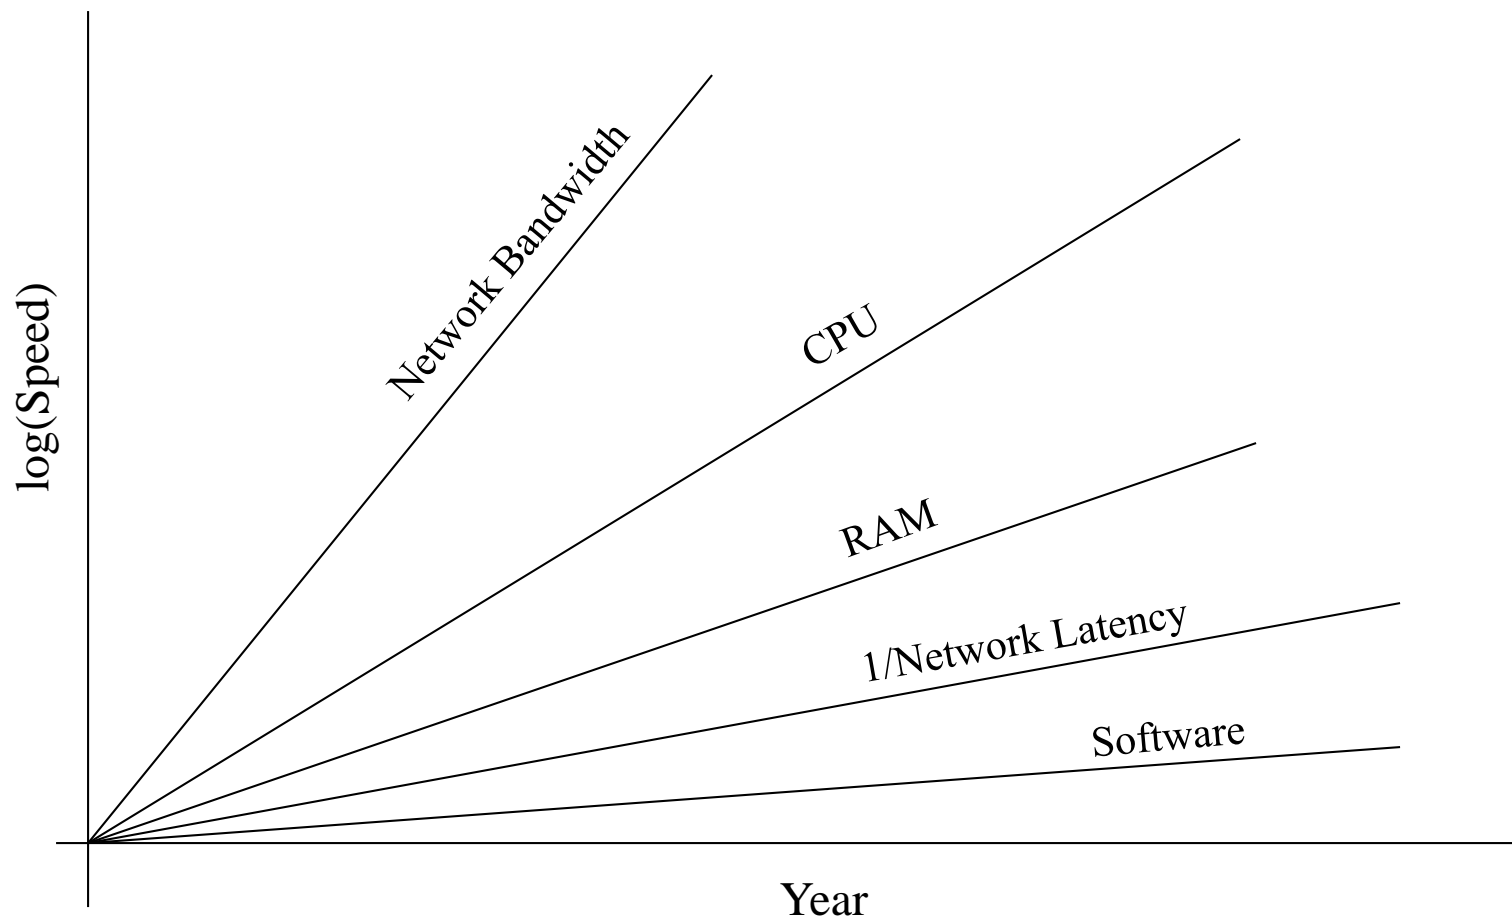 Network Bandwidth
CPU
log(Speed)
RAM
1/Network Latency
Software
Year